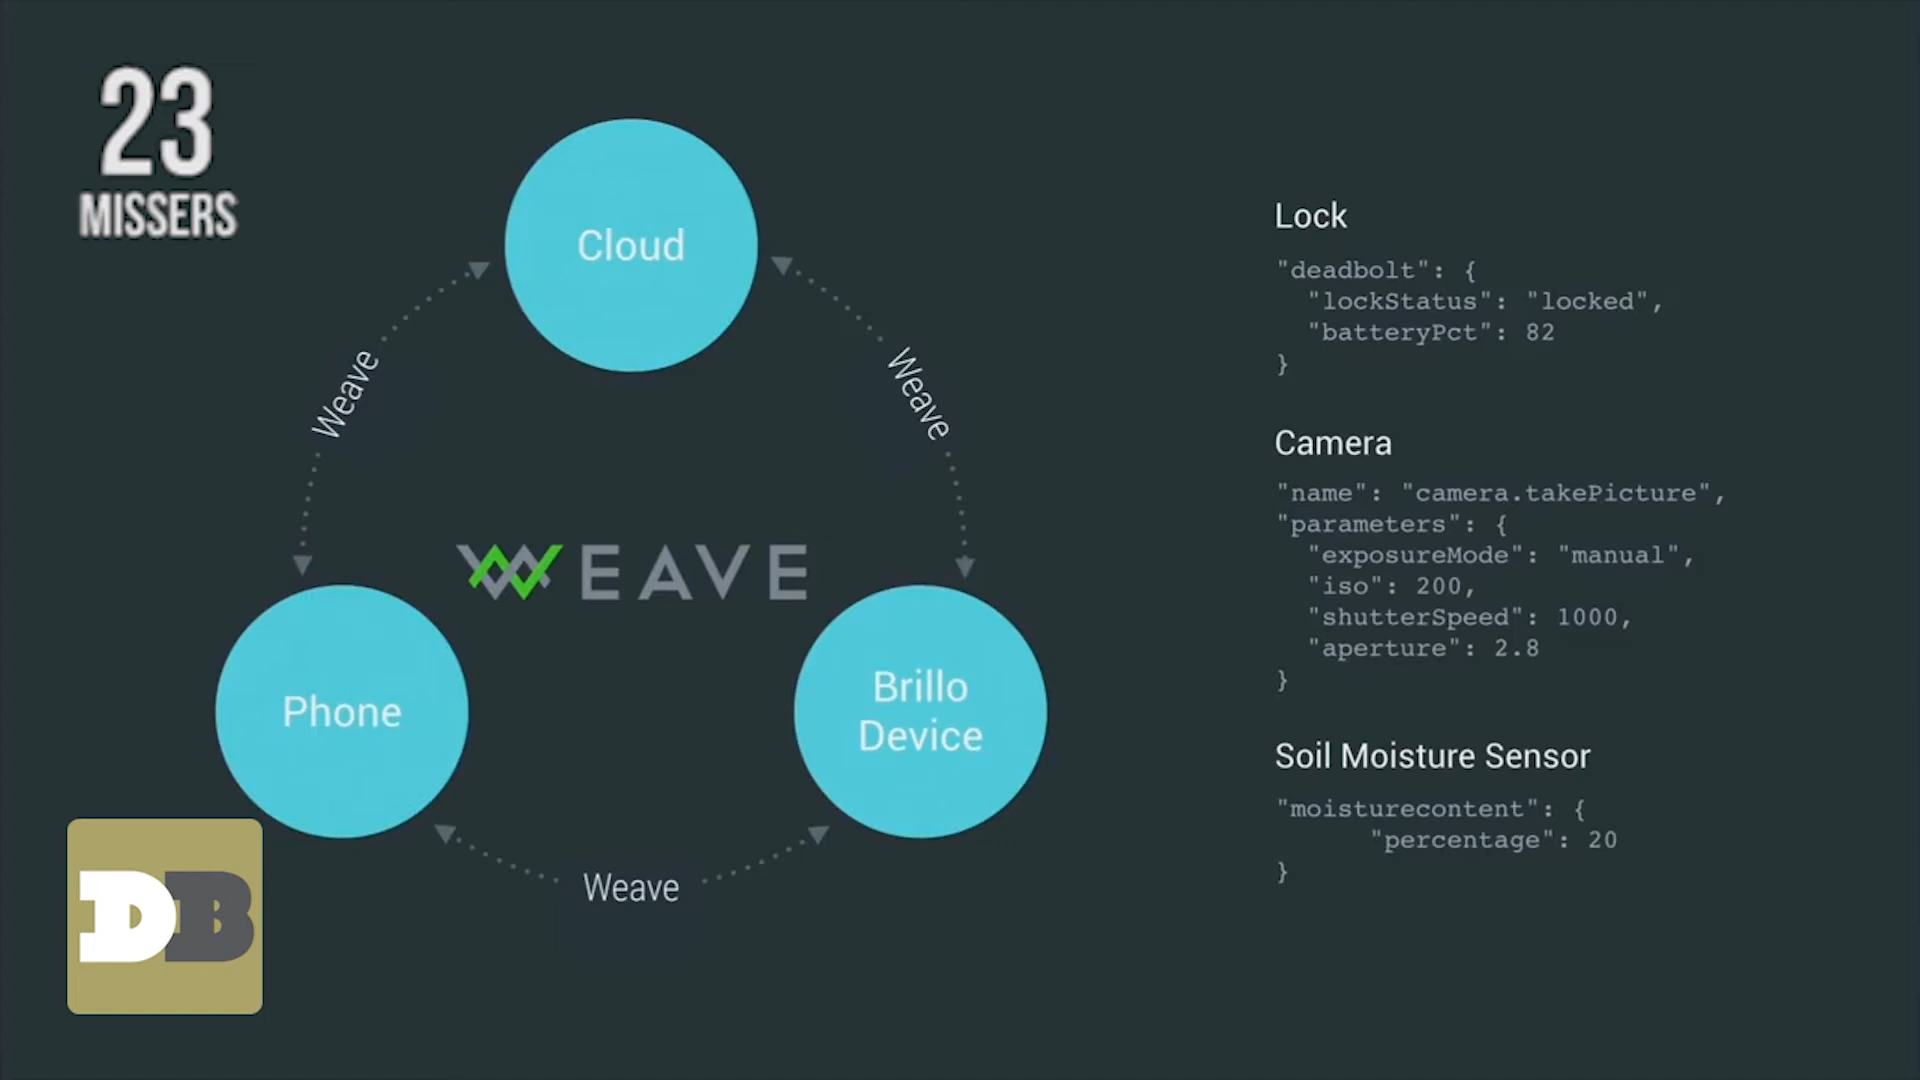 23
MISSERS
Cloud
Weave
Weave
WEAVE
Phone
Brillo
Device
Weave
DB
Lock
"deadbolt": {
  "lockStatus": "locked",
  "batteryPct": 82
}
Camera
"name": "camera.takePicture",
"parameters": {
  "exposureMode": "manual",
  "iso": 200,
  "shutterSpeed": 1000,
  "aperture": 2.8
}
Soil Moisture Sensor
"moisturecontent": {
      "percentage": 20
}